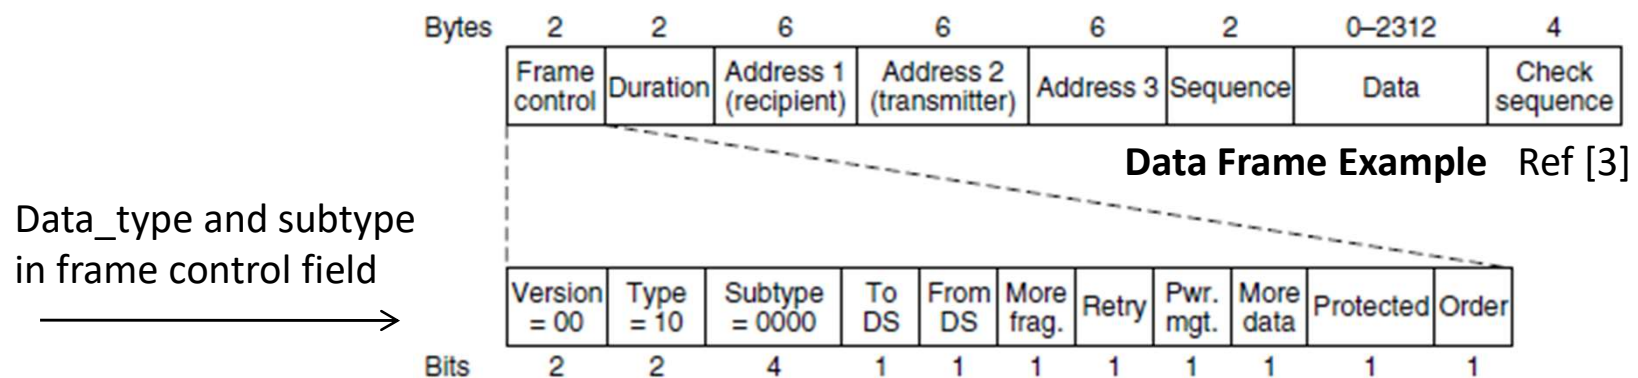 Bytes 2 2 6 6 6 2 0–2312 4
Frame control Duration Address 1 (recipient) Address 2 (transmitter) Address 3 Sequence Data Check sequence
Data Frame Example Ref [3]
Data_type and subtype
in frame control field
Version = 00 Type = 10 Subtype = 0000 To DS From DS More frag. Retry Pwr. mgt. More data Protected Order
Bits 2 2 4 1 1 1 1 1 1 1 1